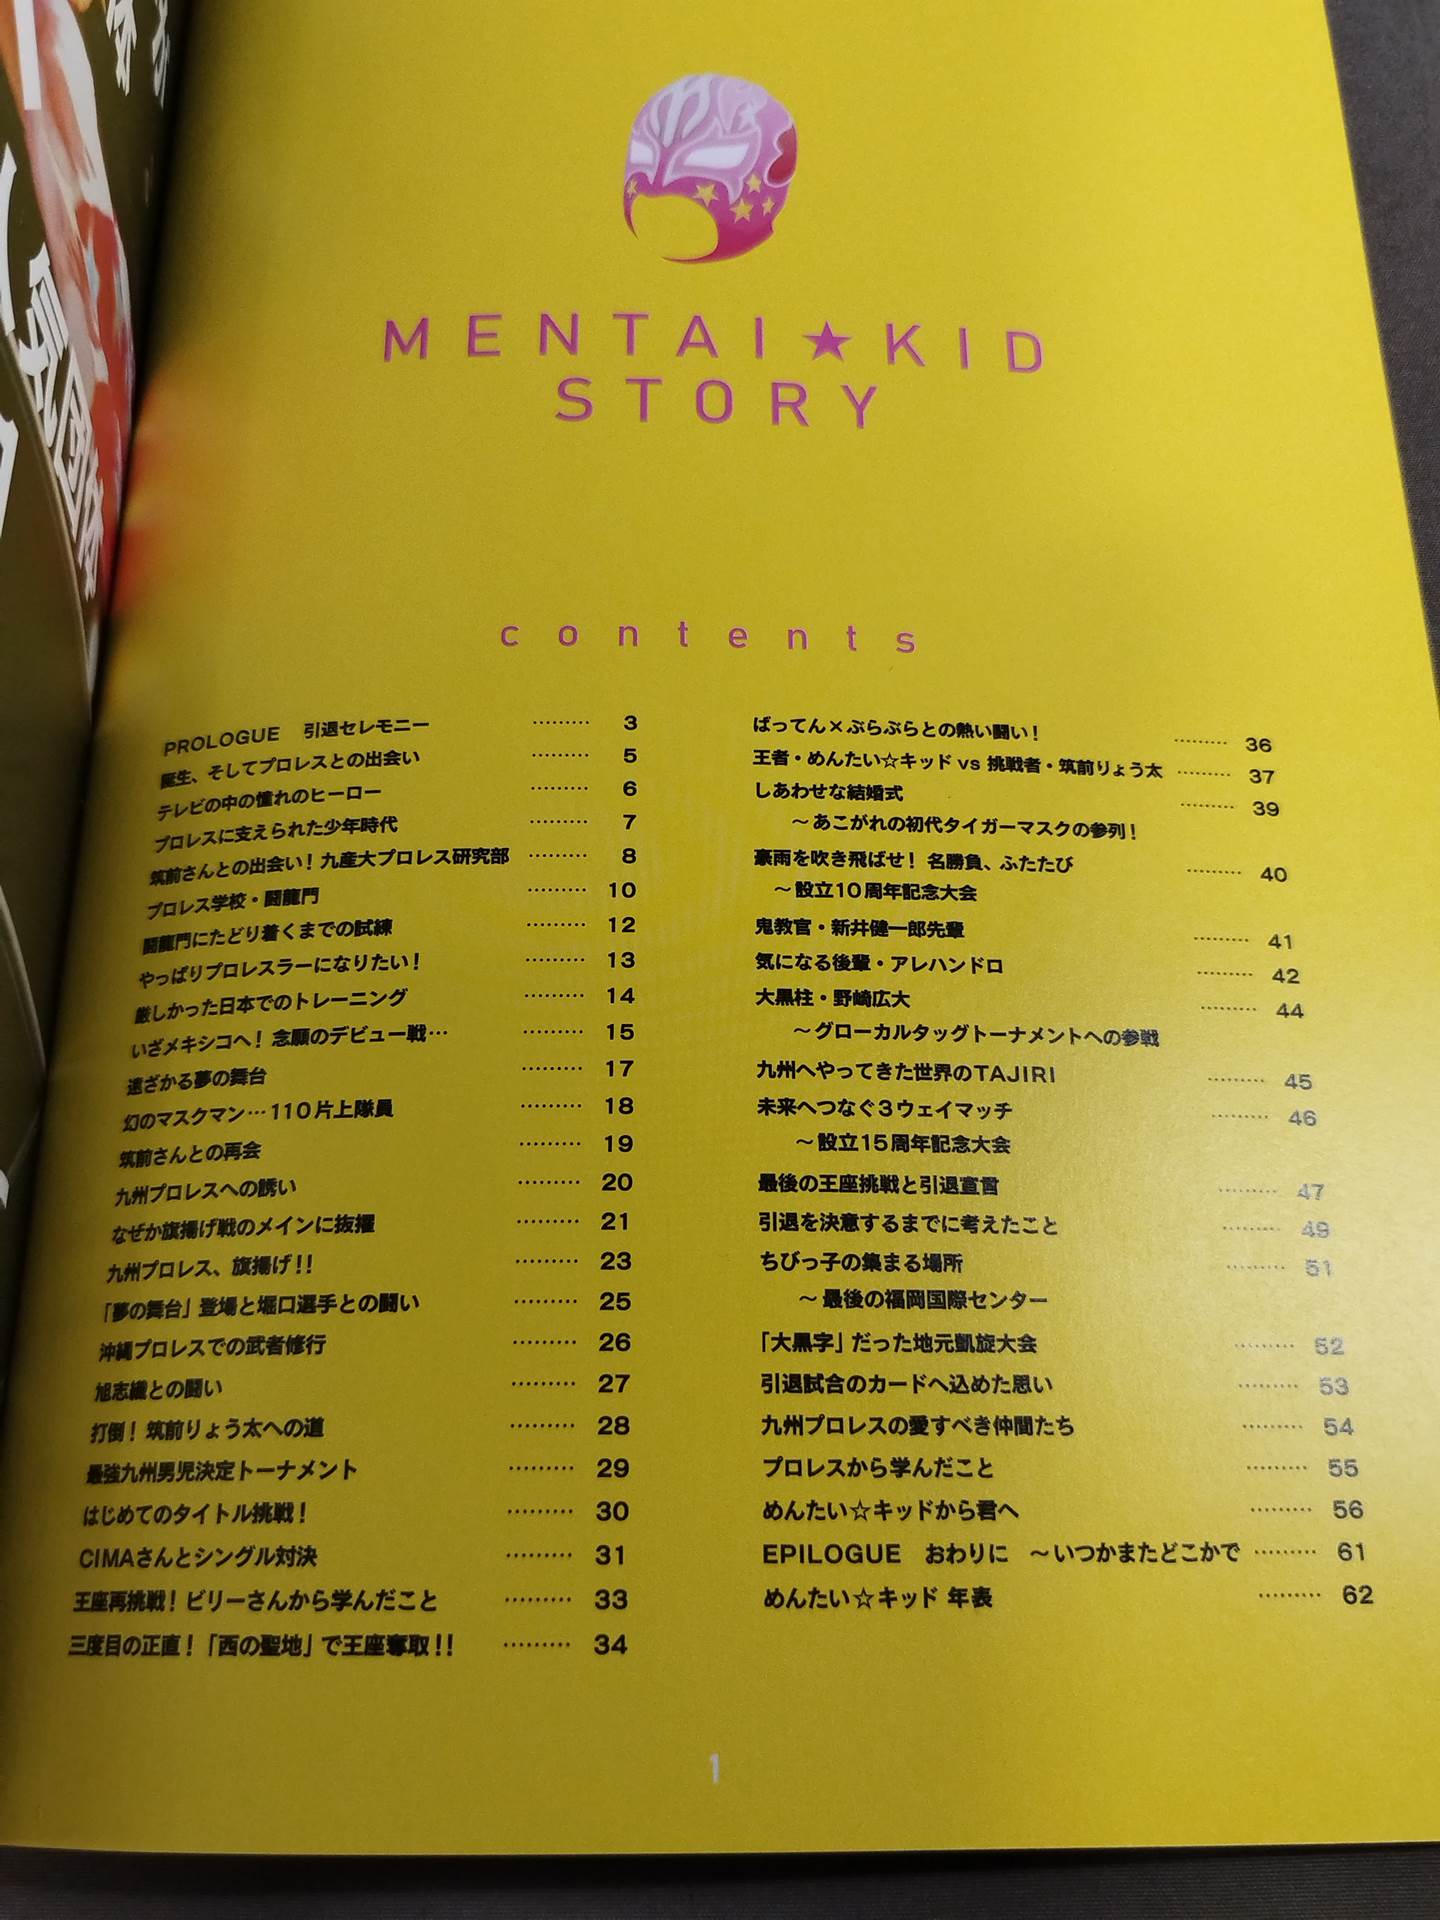 気団体
MENTAI★KID
STORY
contents
PROLOGUE 引退セレモニー ……… 3
誕生、そしてプロレスとの出会い ……… 5
テレビの中の憧れのヒーロー ……… 6
プロレスに支えられた少年時代 ……… 7
筑前さんとの出会い！九産大プロレス研究部 ……… 8
プロレス学校・闘龍門 ……… 10
闘龍門にたどり着くまでの試練 ……… 12
やっぱりプロレスラーになりたい！ ……… 13
厳しかった日本でのトレーニング ……… 14
いざメキシコへ！念願のデビュー戦… ……… 15
遠ざかる夢の舞台 ……… 17
幻のマスクマン…110片上隊員 ……… 18
筑前さんとの再会 ……… 19
九州プロレスへの誘い ……… 20
なぜか旗揚げ戦のメインに抜擢 ……… 21
九州プロレス、旗揚げ!! ……… 23
「夢の舞台」登場と堀口選手との闘い ……… 25
沖縄プロレスでの武者修行 ……… 26
旭志織との闘い ……… 27
打倒！筑前りょう太への道 ……… 28
最強九州男児決定トーナメント ……… 29
はじめてのタイトル挑戦！ ……… 30
CIMAさんとシングル対決 ……… 31
王座再挑戦！ビリーさんから学んだこと ……… 33
三度目の正直！「西の聖地」で王座奪取!! ……… 34
ばってん×ぶらぶらとの熱い闘い！ ……… 36
王者・めんたい☆キッド vs 挑戦者・筑前りょう太 ……… 37
しあわせな結婚式 ……… 39
～あこがれの初代タイガーマスクの参列！
豪雨を吹き飛ばせ！名勝負、ふたたび ……… 40
～設立10周年記念大会
鬼教官・新井健一郎先輩 ……… 41
気になる後輩・アレハンドロ ……… 42
大黒柱・野崎広大 ……… 44
～グローカルタッグトーナメントへの参戦
九州へやってきた世界のTAJIRI ……… 45
未来へつなぐ3ウェイマッチ ……… 46
～設立15周年記念大会
最後の王座挑戦と引退宣言 ……… 47
引退を決意するまでに考えたこと ……… 49
ちびっ子の集まる場所 ……… 51
～最後の福岡国際センター
「大黒字」だった地元凱旋大会 ……… 52
引退試合のカードへ込めた思い ……… 53
九州プロレスの愛すべき仲間たち ……… 54
プロレスから学んだこと ……… 55
めんたい☆キッドから君へ ……… 56
EPILOGUE おわりに ～いつかまたどこかで ……… 61
めんたい☆キッド 年表 ……… 62
1